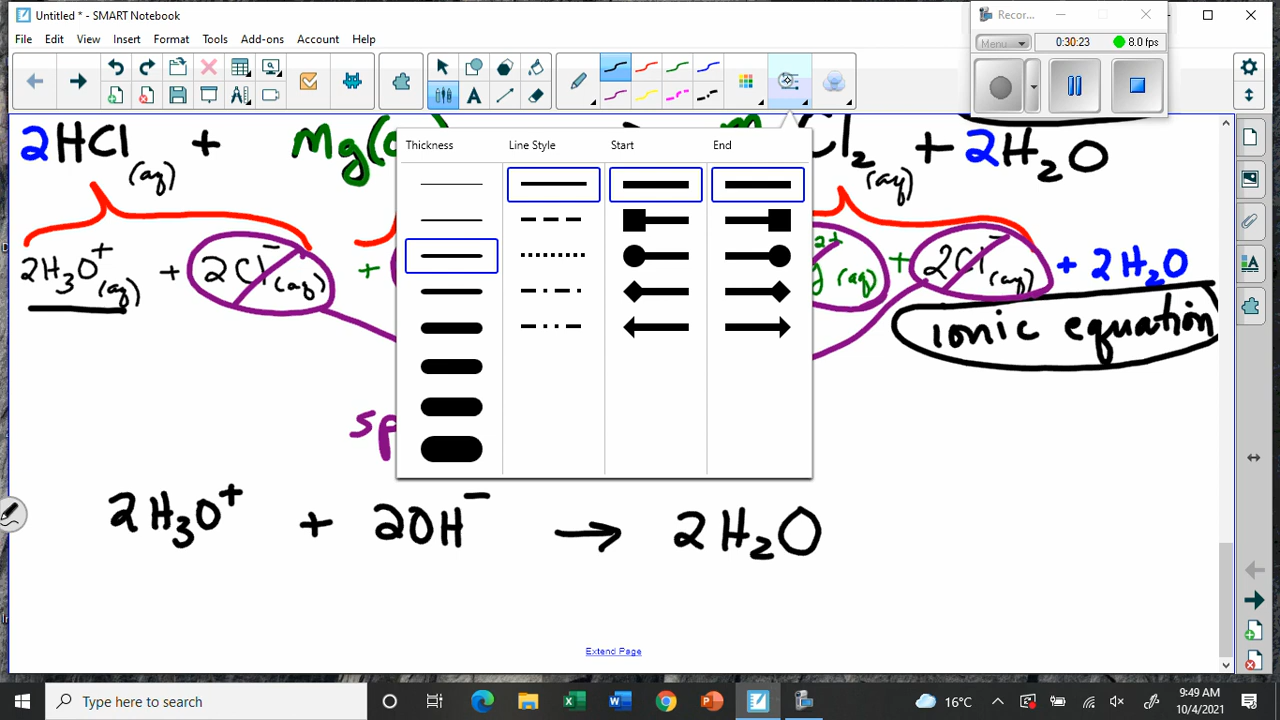 Untitled * - SMART Notebook
Recor...
File Edit View Insert Format Tools Add-ons Account Help
Menu 0:30:23 8.0 fps
2HCl(aq) + Mg(O Cl2(aq) + 2H2O
Thickness Line Style Start End
2H3O+(aq) + 2Cl-(aq) + 2+ (aq) + 2Cl-(aq) + 2H2O
ionic equation
sp
2H3O+ + 2OH- → 2H2O
Extend Page
Type here to search
16°C
9:49 AM
10/4/2021